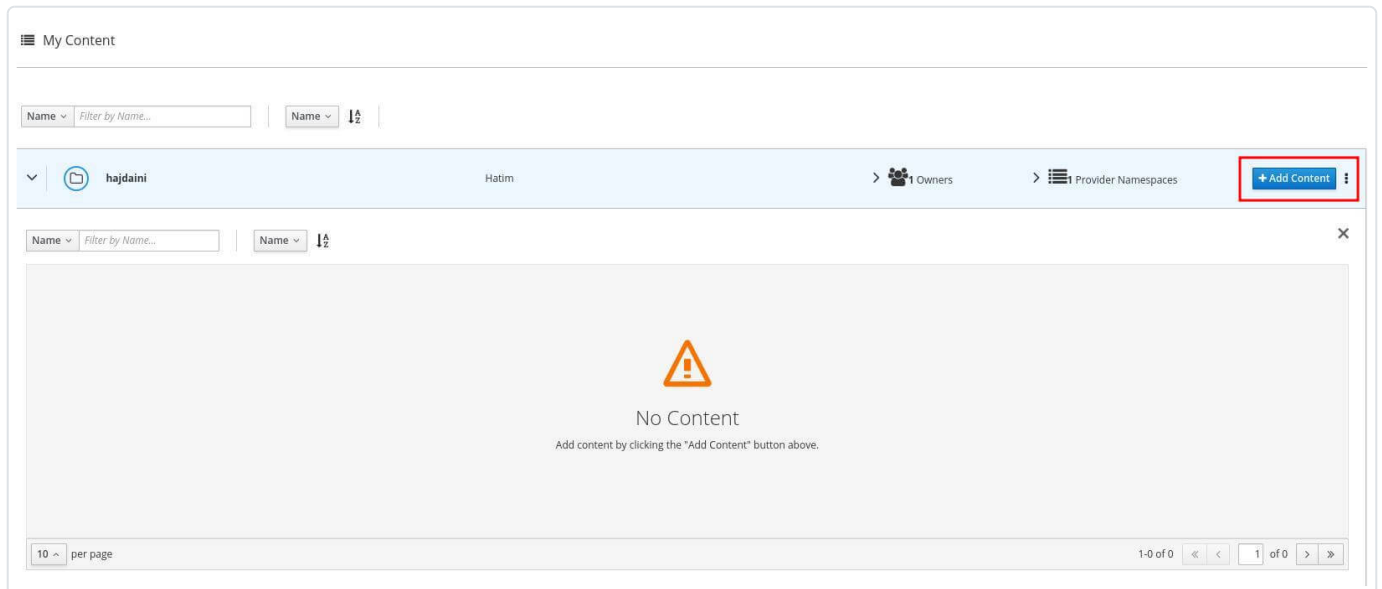 My Content
Name Filter by Name... Name
hajdaini Hatim 1 Owners 1 Provider Namespaces + Add Content
Name Filter by Name... Name
No Content
Add content by clicking the "Add Content" button above.
10 per page 1-0 of 0 « < 1 of 0 > »